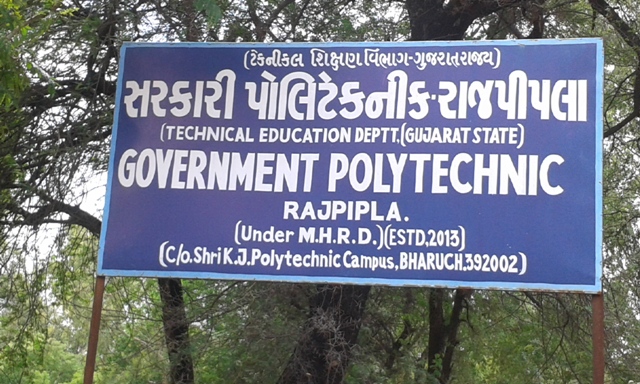 (ટેકનીકલ શિક્ષણ વિભાગ-ગુજરાતરાજ્ય)
સરકારી પોલિટેકનીક-રાજપીપલા
(TECHNICAL EDUCATION DEPTT.(GUJARAT STATE)
GOVERNMENT POLYTECHNIC
RAJPIPLA.
(Under M.H.R.D.)(ESTD,2013)
(C/o.Shri K.J.Polytechnic Campus, BHARUCH.392002)